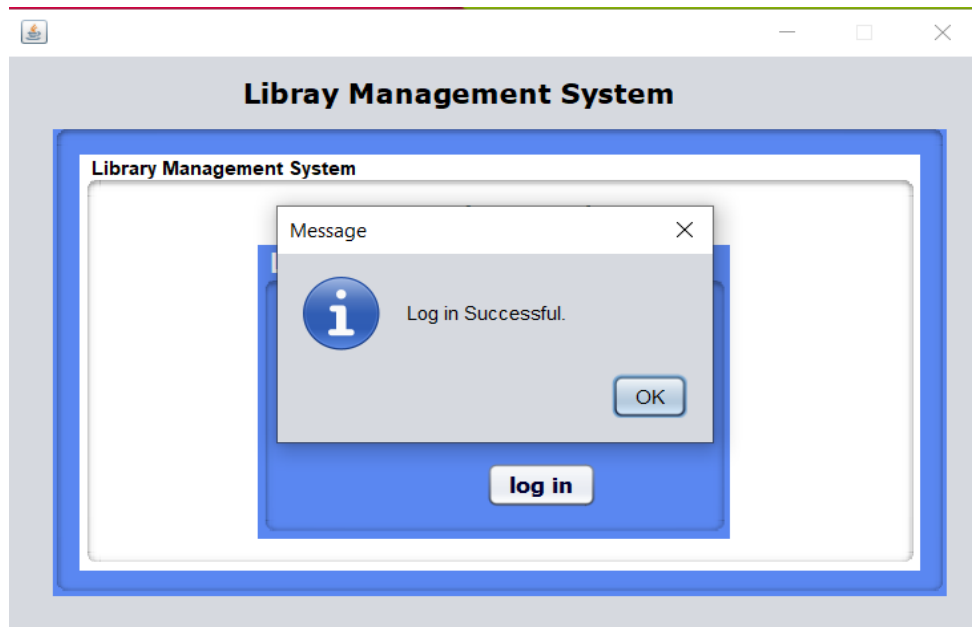 Libray Management System
Library Management System
Message
Log in Successful.
OK
log in